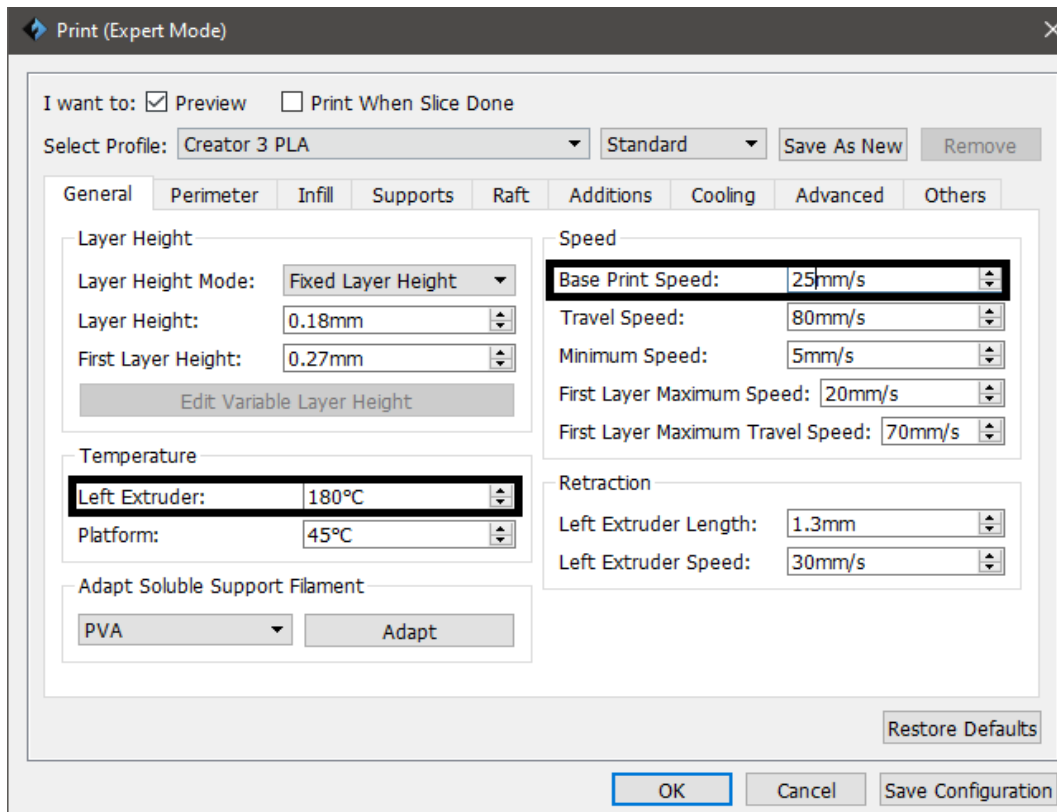 Print (Expert Mode)
I want to: Preview Print When Slice Done
Select Profile: Creator 3 PLA Standard Save As New Remove
General Perimeter Infill Supports Raft Additions Cooling Advanced Others
Layer Height
Layer Height Mode: Fixed Layer Height
Layer Height: 0.18mm
First Layer Height: 0.27mm
Edit Variable Layer Height
Temperature
Left Extruder: 180°C
Platform: 45°C
Adapt Soluble Support Filament
PVA Adapt
Speed
Base Print Speed: 25mm/s
Travel Speed: 80mm/s
Minimum Speed: 5mm/s
First Layer Maximum Speed: 20mm/s
First Layer Maximum Travel Speed: 70mm/s
Retraction
Left Extruder Length: 1.3mm
Left Extruder Speed: 30mm/s
Restore Defaults
OK Cancel Save Configuration